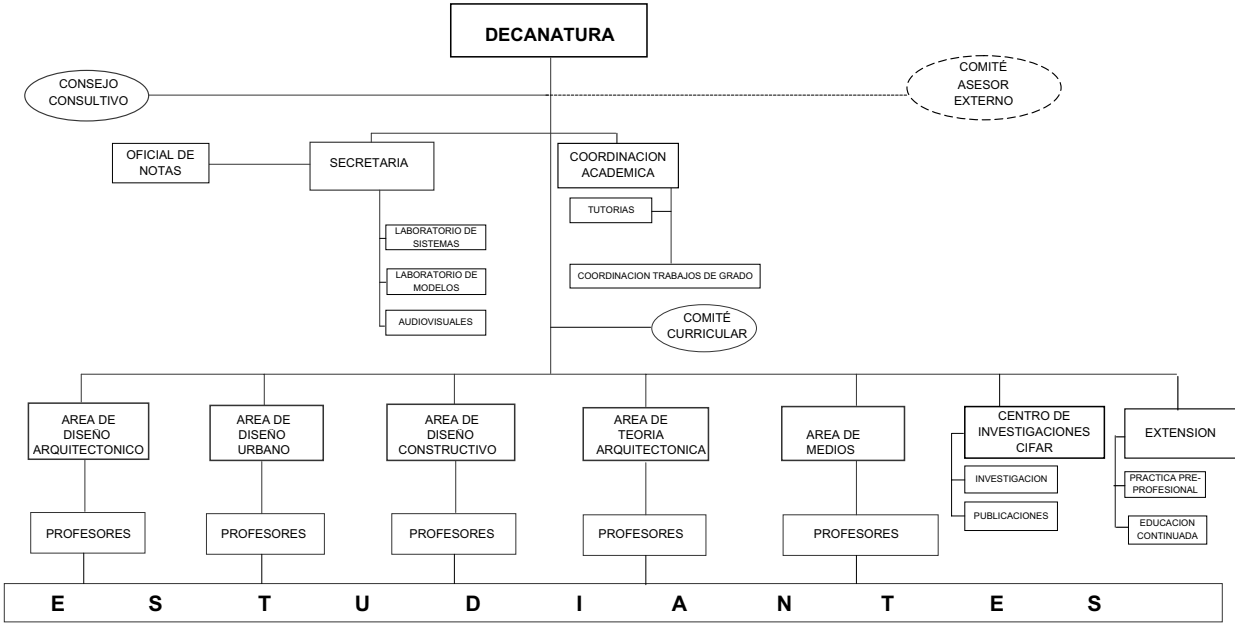 DECANATURA
CONSEJO
CONSULTIVO
COMITÉ
ASESOR
EXTERNO
OFICIAL DE
NOTAS
SECRETARIA
COORDINACION
ACADEMICA
TUTORIAS
LABORATORIO DE
SISTEMAS
LABORATORIO DE
MODELOS
COORDINACION TRABAJOS DE GRADO
AUDIOVISUALES
COMITÉ
CURRICULAR
AREA DE
DISEÑO
ARQUITECTONICO
AREA DE
DISEÑO
URBANO
AREA DE
DISEÑO
CONSTRUCTIVO
AREA DE
TEORIA
ARQUITECTONICA
AREA DE
MEDIOS
CENTRO DE
INVESTIGACIONES
CIFAR
EXTENSION
INVESTIGACION
PUBLICACIONES
PRACTICA PRE-
PROFESIONAL
EDUCACION
CONTINUADA
PROFESORES
PROFESORES
PROFESORES
PROFESORES
PROFESORES
E S T U D I A N T E S